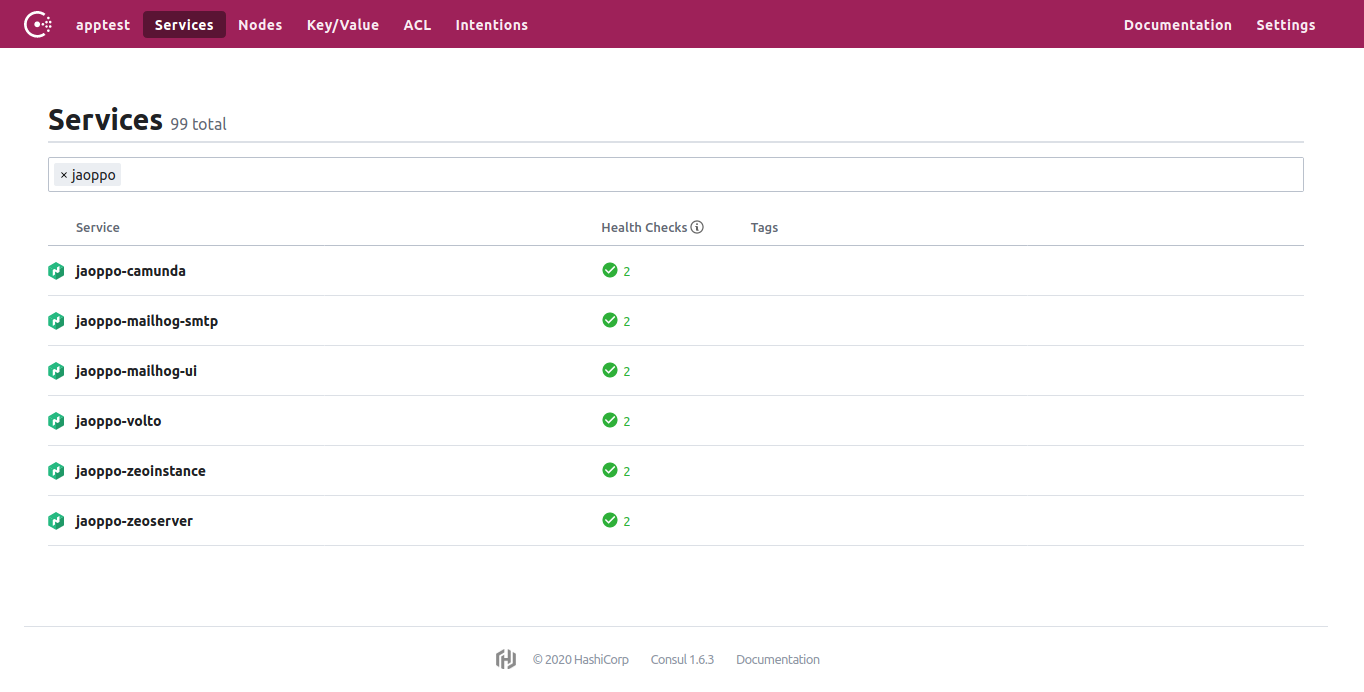 apptest Services Nodes Key/Value ACL Intentions Documentation Settings
Services 99 total
× jaoppo
Service Health Checks Tags
jaoppo-camunda 2
jaoppo-mailhog-smtp 2
jaoppo-mailhog-ui 2
jaoppo-volto 2
jaoppo-zeoinstance 2
jaoppo-zeoserver 2
© 2020 HashiCorp Consul 1.6.3 Documentation